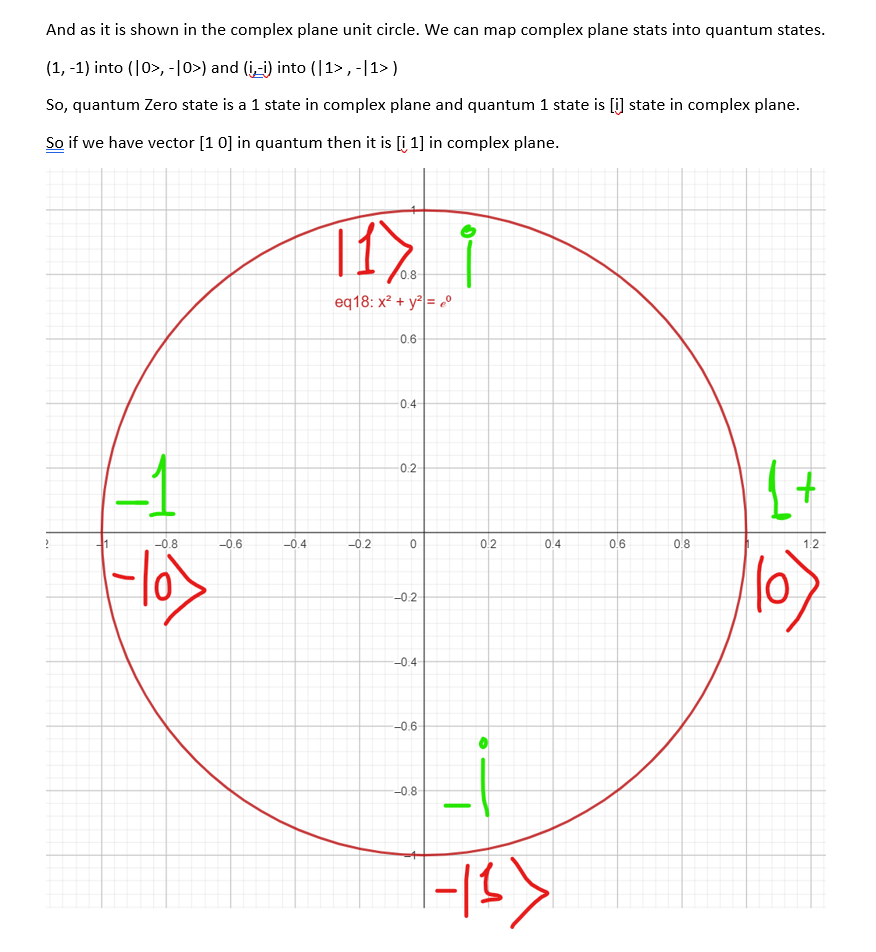 And as it is shown in the complex plane unit circle. We can map complex plane stats into quantum states.
(1, -1) into (|0>, -|0>) and (i,-i) into (|1> , -|1> )
So, quantum Zero state is a 1 state in complex plane and quantum 1 state is [i] state in complex plane.
So if we have vector [1 0] in quantum then it is [i 1] in complex plane.
1
|1> i
0.8
eq18: x² + y² = e⁰
0.6
0.4
-1
0.2
1+
2 -1 -0.8 -0.6 -0.4 -0.2 0 0.2 0.4 0.6 0.8 1 1.2
-|0> |0>
-0.2
-0.4
-0.6
-i
-0.8
-1
-|1>